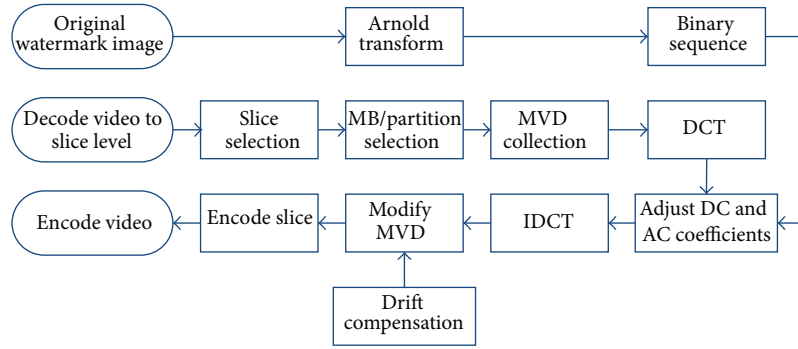 Original
watermark image
Arnold
transform
Binary
sequence
Decode video to
slice level
Slice
selection
MB/partition
selection
MVD
collection
DCT
Encode video
Encode slice
Modify
MVD
IDCT
Adjust DC and
AC coefficients
Drift
compensation